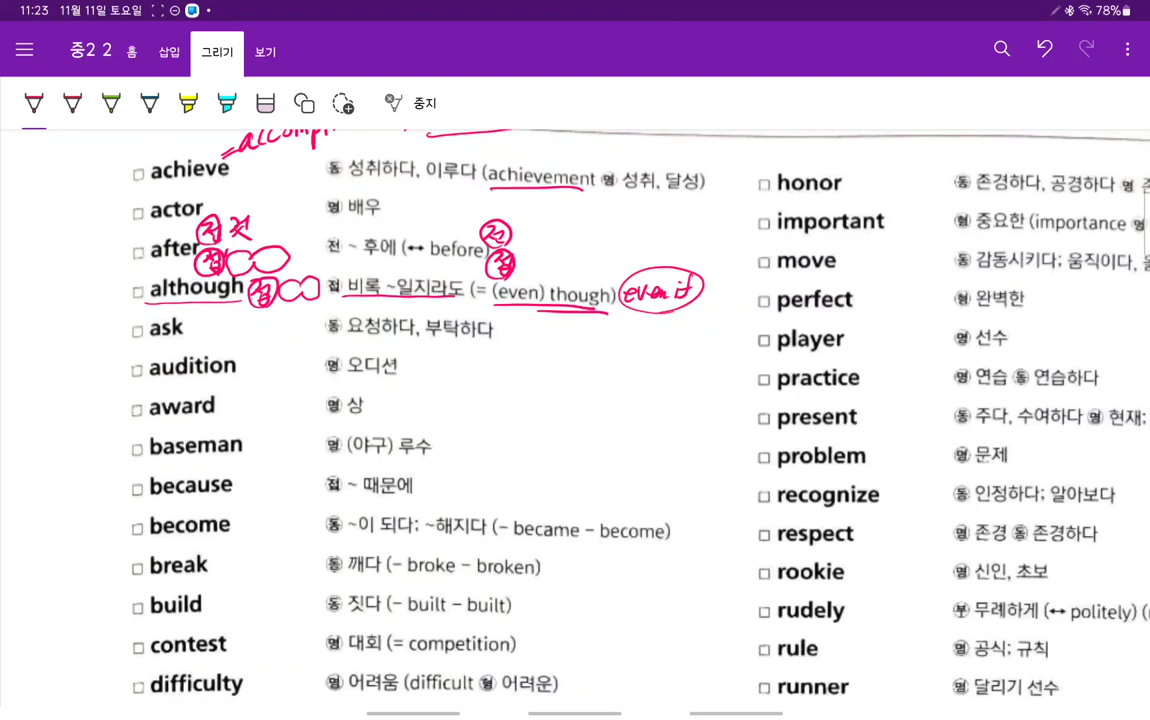 11:23 11월 11일 토요일 78%
중2 2 홈 삽입 그리기 보기
중지
achieve 동 성취하다, 이루다 (achievement 명 성취, 달성)
actor 명 배우
전 것 전
after 전 ~ 후에 (↔ before)
접 접
although 접 접 비록 ~일지라도 (= (even) though) even if
ask 동 요청하다, 부탁하다
audition 명 오디션
award 명 상
baseman 명 (야구) 루수
because 접 ~ 때문에
become 동 ~이 되다; ~해지다 (- became - become)
break 동 깨다 (- broke - broken)
build 동 짓다 (- built - built)
contest 명 대회 (= competition)
difficulty 명 어려움 (difficult 형 어려운)
honor 동 존경하다, 공경하다 명
important 형 중요한 (importance 명
move 동 감동시키다; 움직이다,
perfect 형 완벽한
player 명 선수
practice 명 연습 동 연습하다
present 동 주다, 수여하다 명 현재;
problem 명 문제
recognize 동 인정하다; 알아보다
respect 명 존경 동 존경하다
rookie 명 신인, 초보
rudely 부 무례하게 (↔ politely) (
rule 명 공식; 규칙
runner 명 달리기 선수